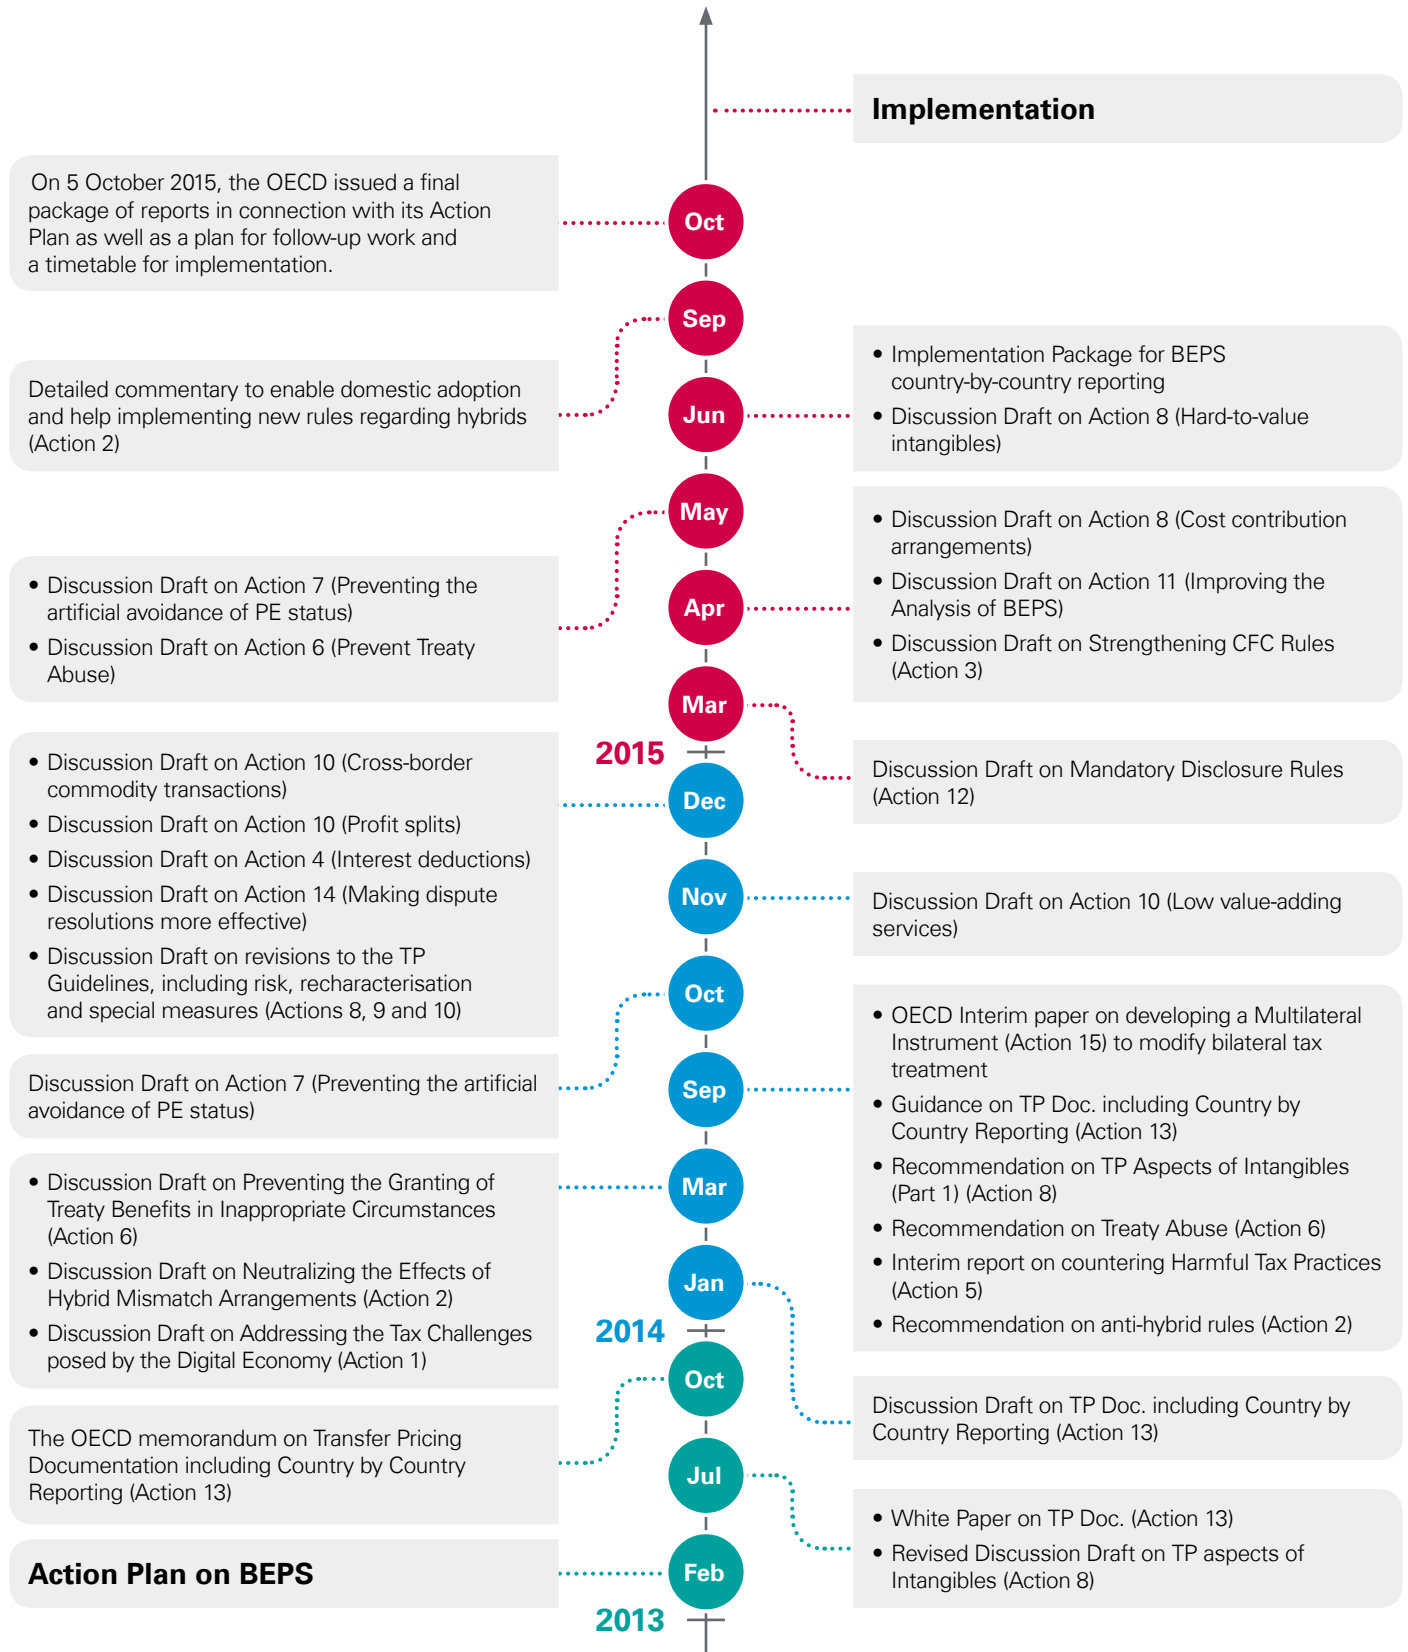 Implementation
On 5 October 2015, the OECD issued a final
package of reports in connection with its Action
Plan as well as a plan for follow-up work and
a timetable for implementation.
Oct
Sep
Detailed commentary to enable domestic adoption
and help implementing new rules regarding hybrids
(Action 2)
Jun
• Implementation Package for BEPS
country-by-country reporting
• Discussion Draft on Action 8 (Hard-to-value
intangibles)
May
• Discussion Draft on Action 7 (Preventing the
artificial avoidance of PE status)
• Discussion Draft on Action 6 (Prevent Treaty
Abuse)
Apr
• Discussion Draft on Action 8 (Cost contribution
arrangements)
• Discussion Draft on Action 11 (Improving the
Analysis of BEPS)
• Discussion Draft on Strengthening CFC Rules
(Action 3)
Mar
Discussion Draft on Mandatory Disclosure Rules
(Action 12)
2015
• Discussion Draft on Action 10 (Cross-border
commodity transactions)
• Discussion Draft on Action 10 (Profit splits)
• Discussion Draft on Action 4 (Interest deductions)
• Discussion Draft on Action 14 (Making dispute
resolutions more effective)
• Discussion Draft on revisions to the TP
Guidelines, including risk, recharacterisation
and special measures (Actions 8, 9 and 10)
Dec
Nov
Discussion Draft on Action 10 (Low value-adding
services)
Oct
Discussion Draft on Action 7 (Preventing the artificial
avoidance of PE status)
Sep
• OECD Interim paper on developing a Multilateral
Instrument (Action 15) to modify bilateral tax
treatment
• Guidance on TP Doc. including Country by
Country Reporting (Action 13)
• Recommendation on TP Aspects of Intangibles
(Part 1) (Action 8)
• Recommendation on Treaty Abuse (Action 6)
• Interim report on countering Harmful Tax Practices
(Action 5)
• Recommendation on anti-hybrid rules (Action 2)
• Discussion Draft on Preventing the Granting of
Treaty Benefits in Inappropriate Circumstances
(Action 6)
• Discussion Draft on Neutralizing the Effects of
Hybrid Mismatch Arrangements (Action 2)
• Discussion Draft on Addressing the Tax Challenges
posed by the Digital Economy (Action 1)
Mar
Jan
Discussion Draft on TP Doc. including Country by
Country Reporting (Action 13)
2014
Oct
The OECD memorandum on Transfer Pricing
Documentation including Country by Country
Reporting (Action 13)
Jul
• White Paper on TP Doc. (Action 13)
• Revised Discussion Draft on TP aspects of
Intangibles (Action 8)
Action Plan on BEPS
Feb
2013